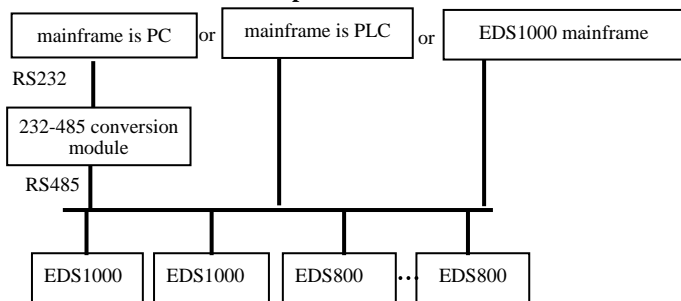 mainframe is PC or mainframe is PLC or EDS1000 mainframe
RS232
232-485 conversion
module
RS485
EDS1000 EDS1000 EDS800 ... EDS800